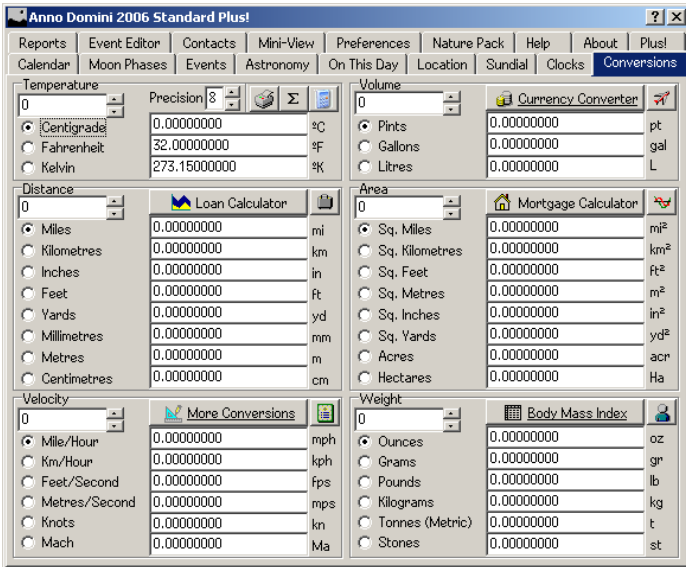 Anno Domini 2006 Standard Plus!
Reports Event Editor Contacts Mini-View Preferences Nature Pack Help About Plus!
Calendar Moon Phases Events Astronomy On This Day Location Sundial Clocks Conversions
Temperature
0 Precision 8 Σ
Centigrade 0.00000000 ºC
Fahrenheit 32.00000000 ºF
Kelvin 273.15000000 ºK
Volume
0 Currency Converter
Pints 0.00000000 pt
Gallons 0.00000000 gal
Litres 0.00000000 L
Distance
0 Loan Calculator
Miles 0.00000000 mi
Kilometres 0.00000000 km
Inches 0.00000000 in
Feet 0.00000000 ft
Yards 0.00000000 yd
Millimetres 0.00000000 mm
Metres 0.00000000 m
Centimetres 0.00000000 cm
Area
0 Mortgage Calculator
Sq. Miles 0.00000000 mi²
Sq. Kilometres 0.00000000 km²
Sq. Feet 0.00000000 ft²
Sq. Metres 0.00000000 m²
Sq. Inches 0.00000000 in²
Sq. Yards 0.00000000 yd²
Acres 0.00000000 acr
Hectares 0.00000000 Ha
Velocity
0 More Conversions
Mile/Hour 0.00000000 mph
Km/Hour 0.00000000 kph
Feet/Second 0.00000000 fps
Metres/Second 0.00000000 mps
Knots 0.00000000 kn
Mach 0.00000000 Ma
Weight
0 Body Mass Index
Ounces 0.00000000 oz
Grams 0.00000000 gr
Pounds 0.00000000 lb
Kilograms 0.00000000 kg
Tonnes (Metric) 0.00000000 t
Stones 0.00000000 st